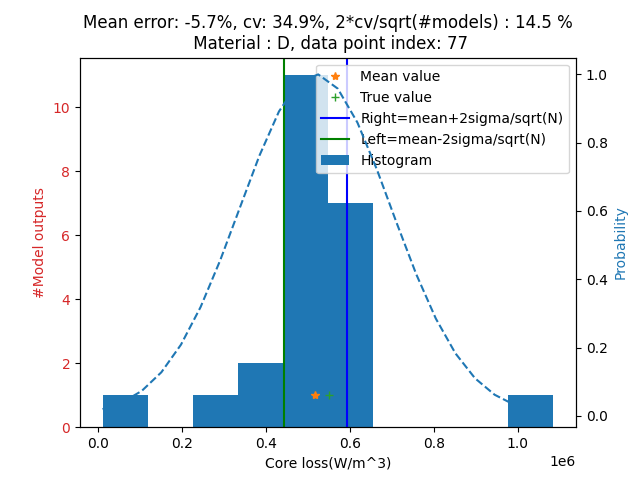 Mean error: -5.7%, cv: 34.9%, 2*cv/sqrt(#models) : 14.5 %
Material : D, data point index: 77
Mean value
True value
Right=mean+2sigma/sqrt(N)
Left=mean-2sigma/sqrt(N)
Histogram
#Model outputs
10
8
6
4
2
0
1.0
0.8
0.6
0.4
0.2
0.0
Probability
0.0 0.2 0.4 0.6 0.8 1.0
1e6
Core loss(W/m^3)